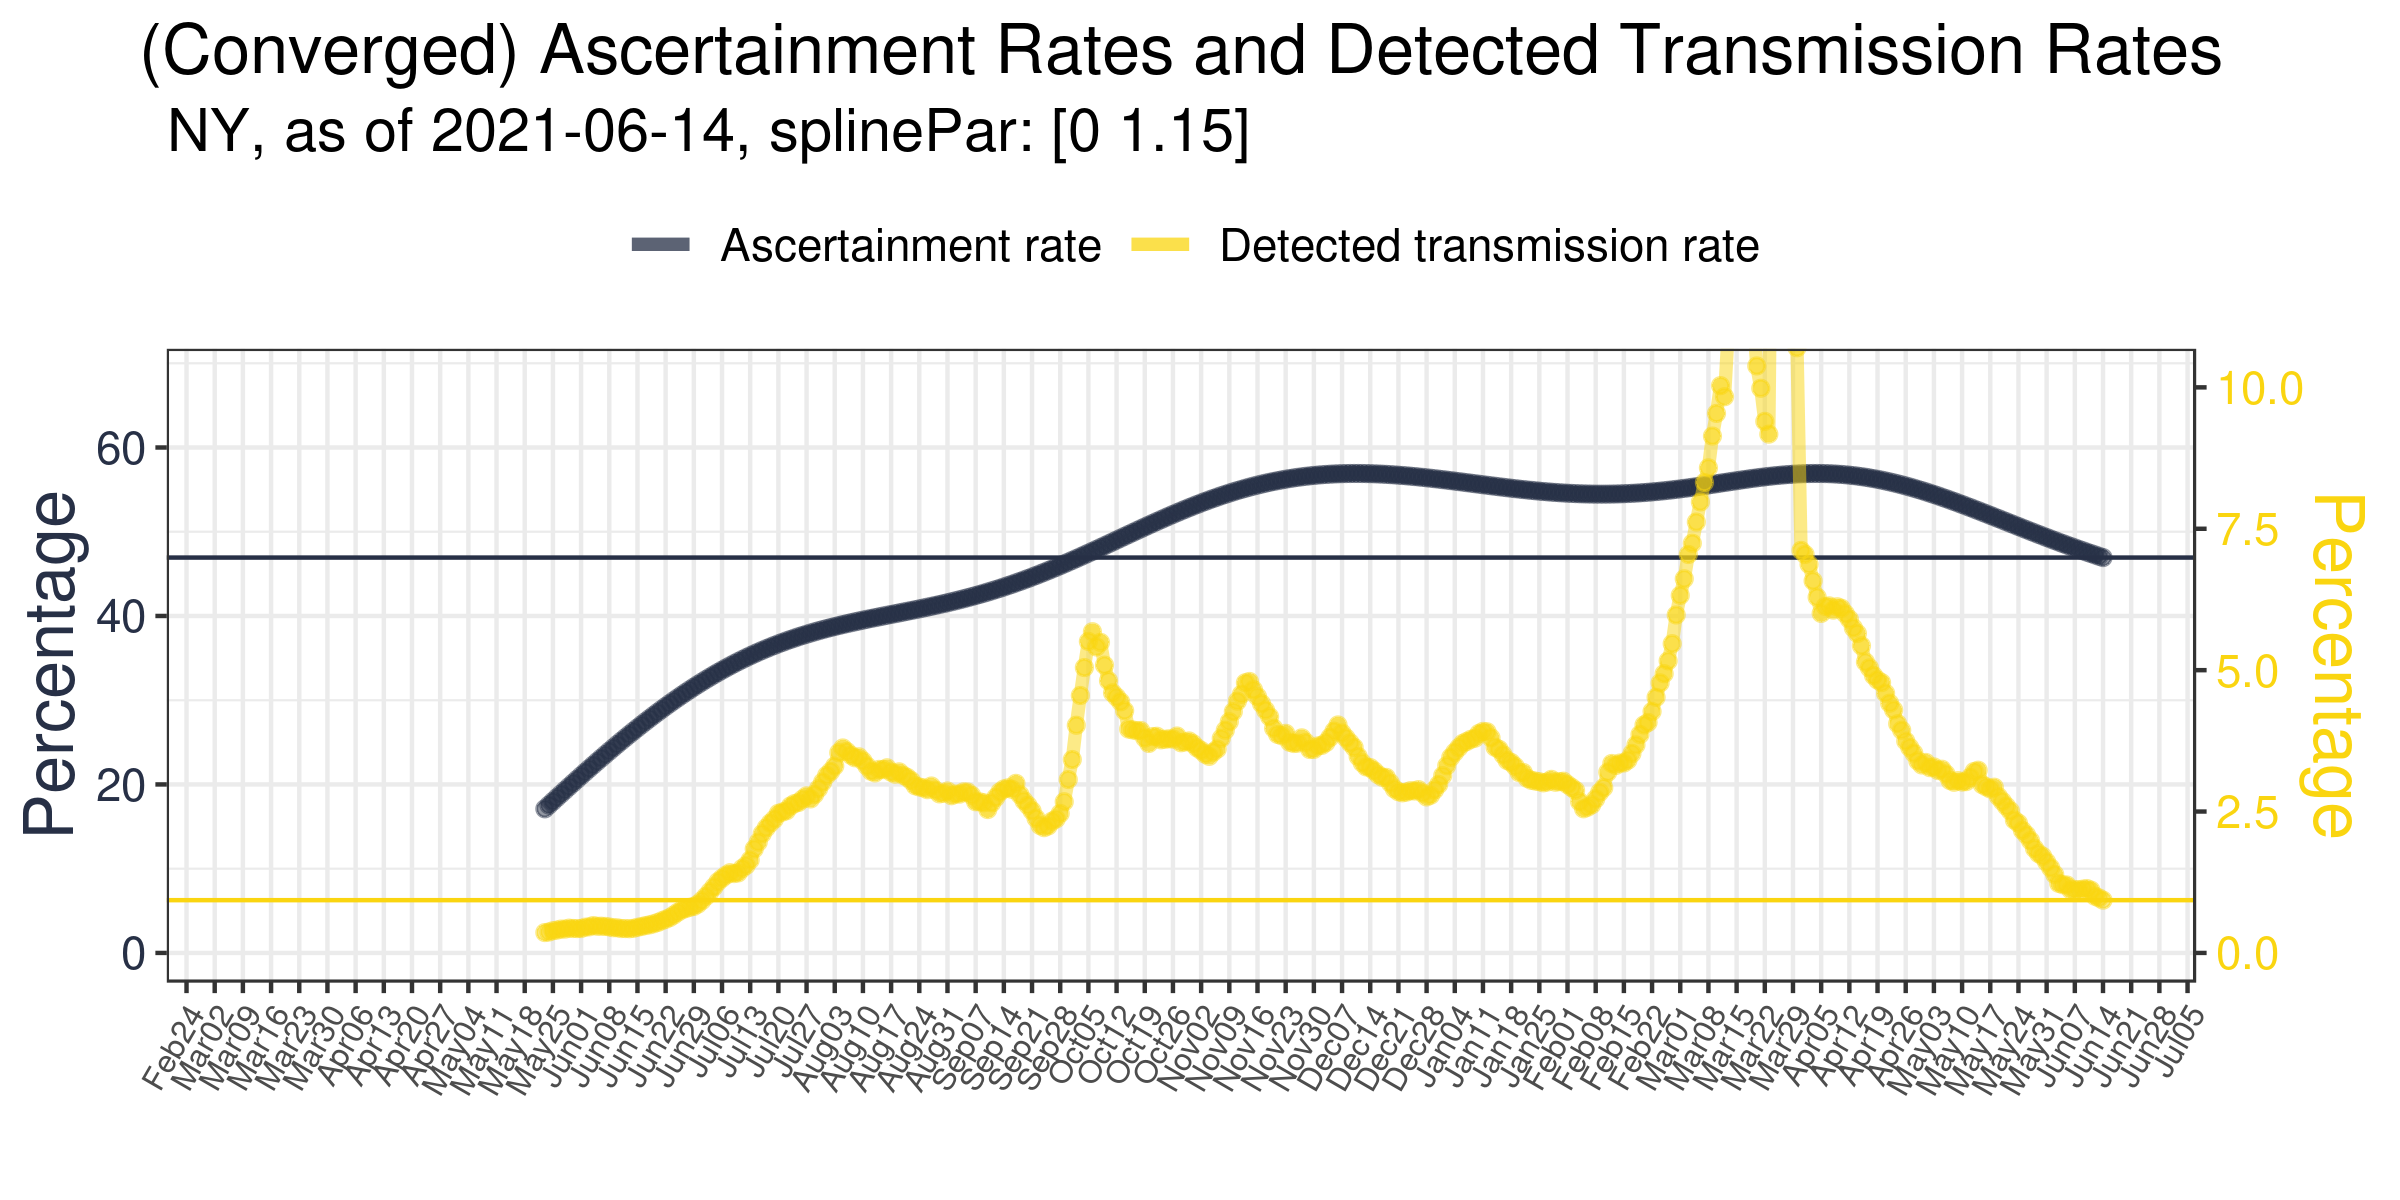 (Converged) Ascertainment Rates and Detected Transmission Rates
NY, as of 2021-06-14, splinePar: [0 1.15]
Ascertainment rate Detected transmission rate
Percentage
60
40
20
0
10.0
7.5
5.0
2.5
0.0
Percentage
Feb24 Mar02 Mar09 Mar16 Mar23 Mar30 Apr06 Apr13 Apr20 Apr27 May04 May11 May18 May25 Jun01 Jun08 Jun15 Jun22 Jun29 Jul06 Jul13 Jul20 Jul27 Aug03 Aug10 Aug17 Aug24 Aug31 Sep07 Sep14 Sep21 Sep28 Oct05 Oct12 Oct19 Oct26 Nov02 Nov09 Nov16 Nov23 Nov30 Dec07 Dec14 Dec21 Dec28 Jan04 Jan11 Jan18 Jan25 Feb01 Feb08 Feb15 Feb22 Mar01 Mar08 Mar15 Mar22 Mar29 Apr05 Apr12 Apr19 Apr26 May03 May10 May17 May24 May31 Jun07 Jun14 Jun21 Jun28 Jul05